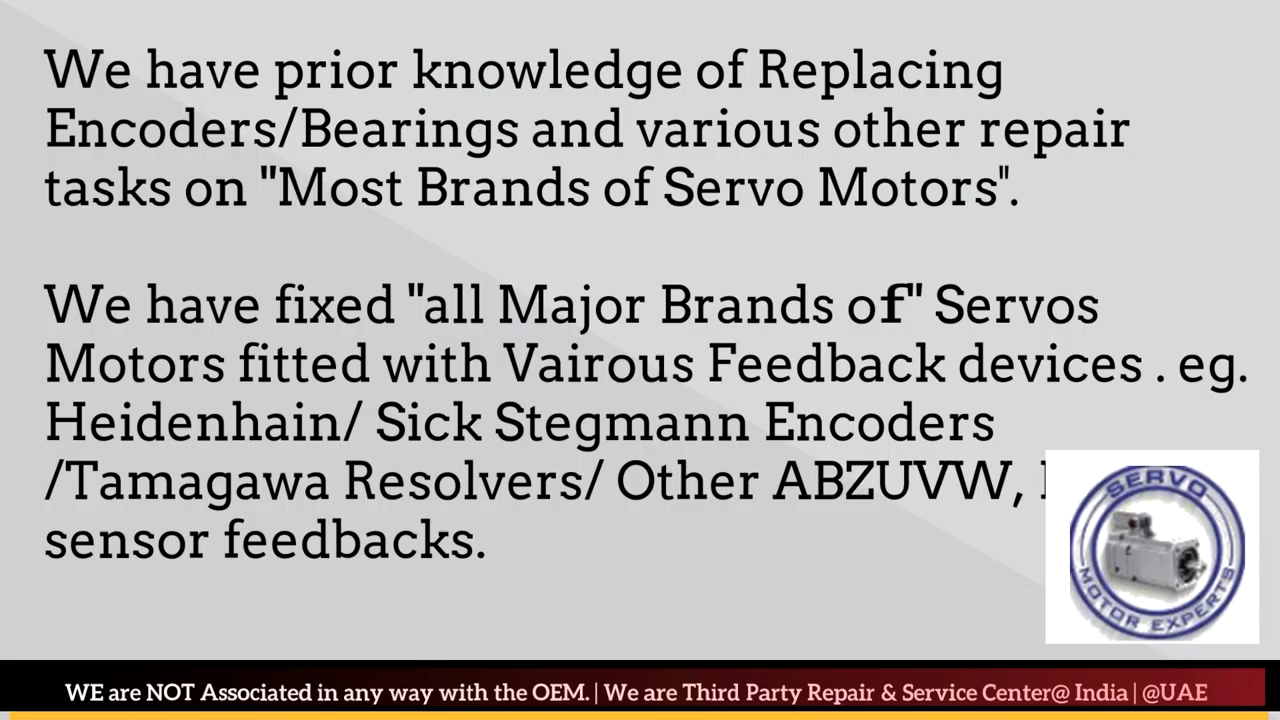 We have prior knowledge of Replacing
Encoders/Bearings and various other repair
tasks on "Most Brands of Servo Motors".
We have fixed "all Major Brands of" Servos
Motors fitted with Vairous Feedback devices . eg.
Heidenhain/ Sick Stegmann Encoders
/Tamagawa Resolvers/ Other ABZUVW,
sensor feedbacks.
SERVO
MOTOR EXPERTS
WE are NOT Associated in any way with the OEM. | We are Third Party Repair & Service Center@ India | @UAE